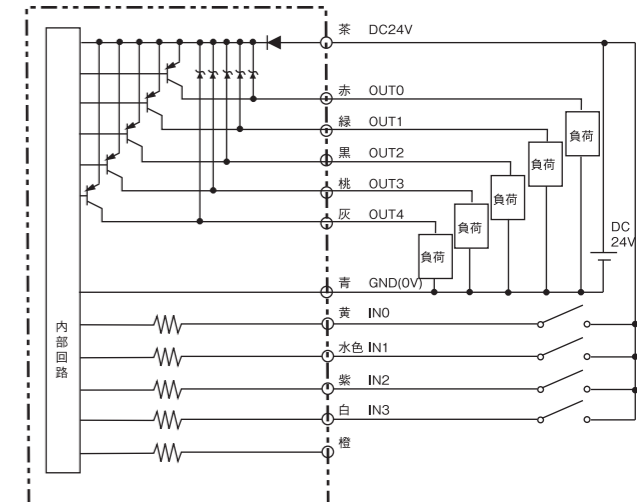 茶 DC24V
赤 OUT0
緑 OUT1
黒 OUT2
桃 OUT3
灰 OUT4
負荷
負荷
負荷
負荷
負荷
DC
24V
青 GND(0V)
黄 IN0
水色 IN1
紫 IN2
白 IN3
橙
内部回路